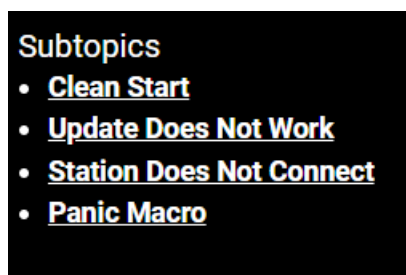 Subtopics
• Clean Start
• Update Does Not Work
• Station Does Not Connect
• Panic Macro